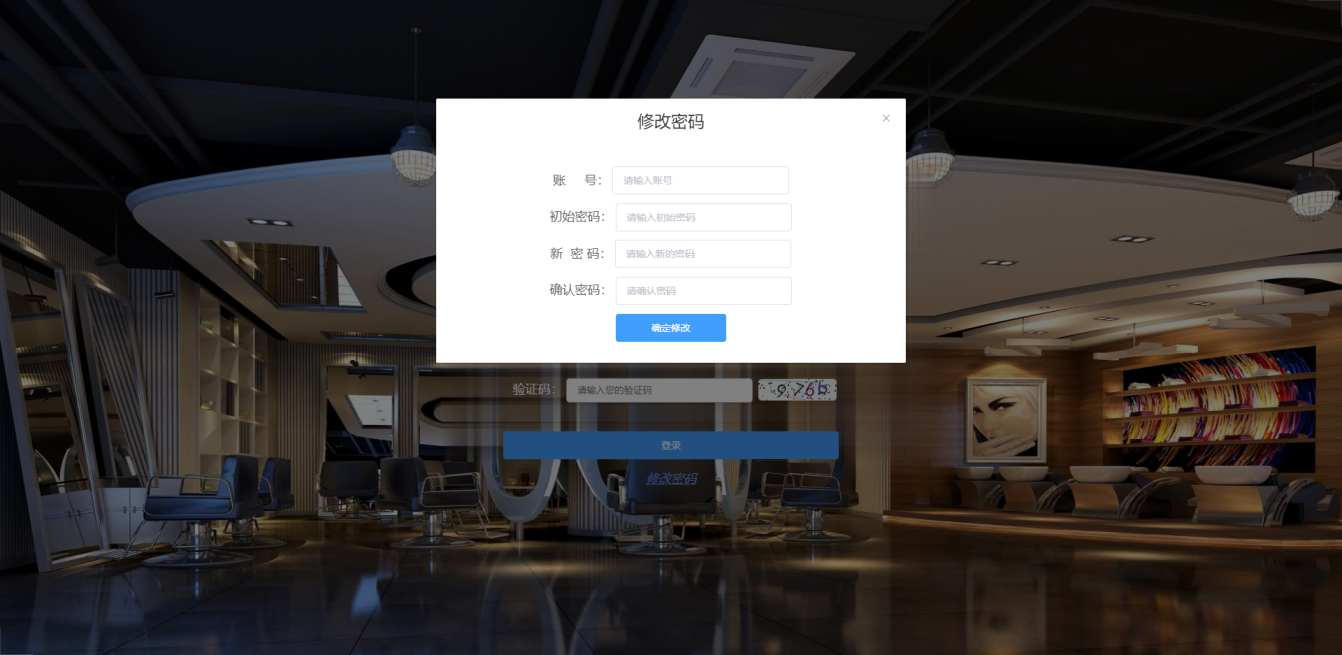 修改密码
账 号： 请输入账号
初始密码： 请输入初始密码
新 密 码： 请输入新的密码
确认密码： 请确认密码
确定修改
验证码： 请输入您的验证码
登录
修改密码